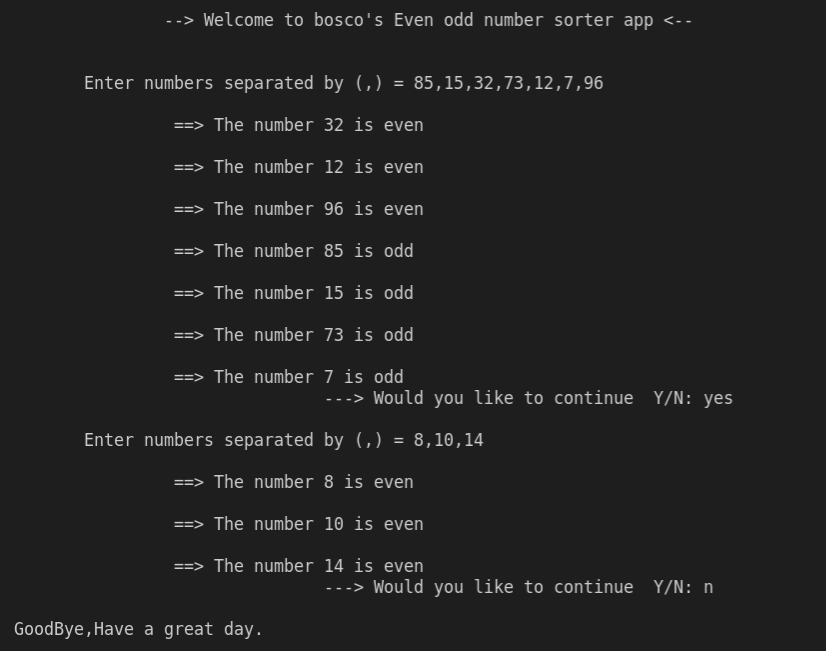 --> Welcome to bosco's Even odd number sorter app <--
Enter numbers separated by (,) = 85,15,32,73,12,7,96
==> The number 32 is even
==> The number 12 is even
==> The number 96 is even
==> The number 85 is odd
==> The number 15 is odd
==> The number 73 is odd
==> The number 7 is odd
---> Would you like to continue  Y/N: yes
Enter numbers separated by (,) = 8,10,14
==> The number 8 is even
==> The number 10 is even
==> The number 14 is even
---> Would you like to continue  Y/N: n
GoodBye,Have a great day.